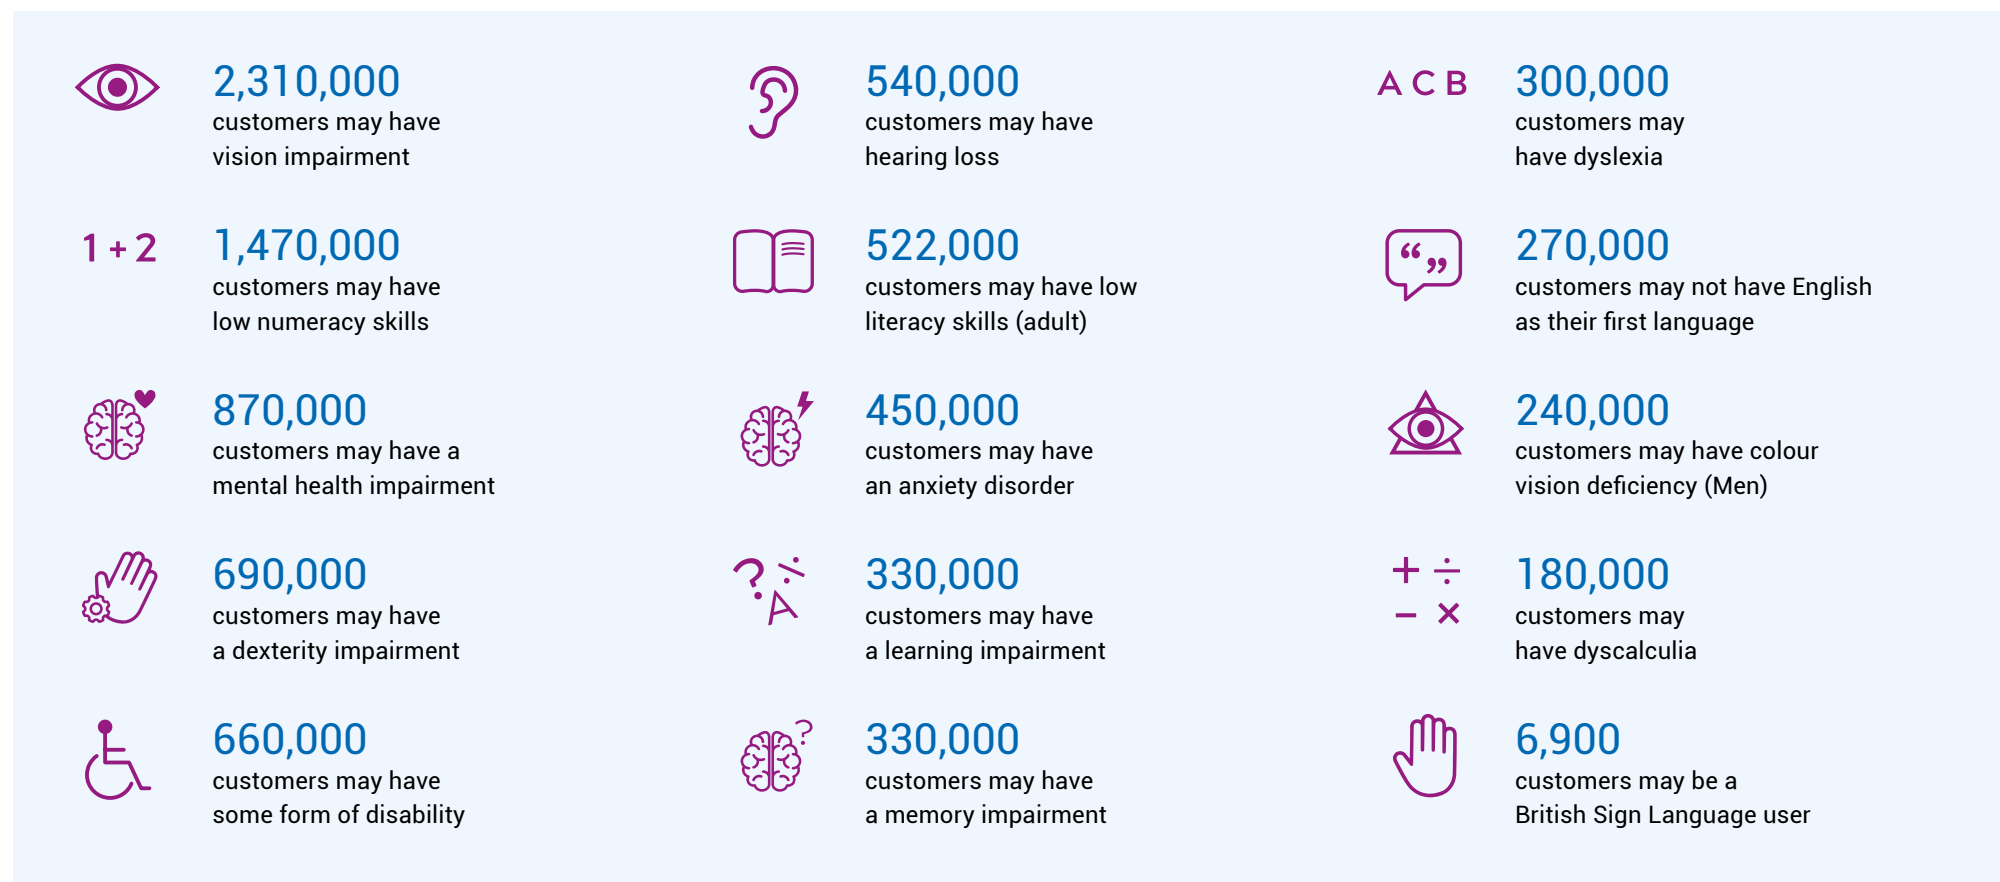 2,310,000
customers may have
vision impairment
1 + 2
1,470,000
customers may have
low numeracy skills
870,000
customers may have a
mental health impairment
690,000
customers may have
a dexterity impairment
660,000
customers may have
some form of disability
540,000
customers may have
hearing loss
522,000
customers may have low
literacy skills (adult)
450,000
customers may have
an anxiety disorder
? ÷
A
330,000
customers may have
a learning impairment
?
330,000
customers may have
a memory impairment
A C B
300,000
customers may
have dyslexia
“ ”
270,000
customers may not have English
as their first language
240,000
customers may have colour
vision deficiency (Men)
+ ÷
− ×
180,000
customers may
have dyscalculia
6,900
customers may be a
British Sign Language user